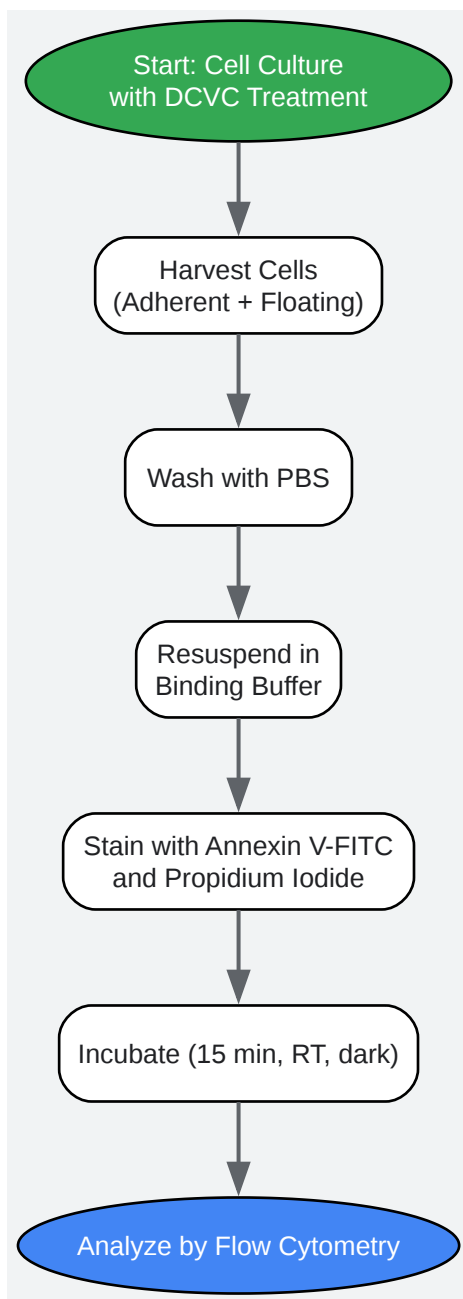 Start: Cell Culture
with DCVC Treatment
Harvest Cells
(Adherent + Floating)
Wash with PBS
Resuspend in
Binding Buffer
Stain with Annexin V-FITC
and Propidium Iodide
Incubate (15 min, RT, dark)
Analyze by Flow Cytometry